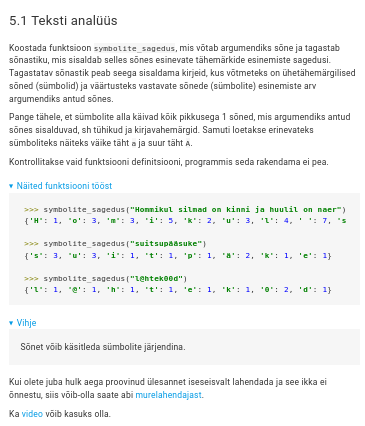 5.1 Teksti analüüs
Koostada funktsioon symbolite_sagedus, mis võtab argumendiks sõne ja tagastab
sõnastiku, mis sisaldab selles sõnes esinevate tähemärkide esinemiste sagedusi.
Tagastatav sõnastik peab seega sisaldama kirjeid, kus võtmeteks on ühetähemärgilised
sõned (sümbolid) ja väärtusteks vastavate sõnede (sümbolite) esinemiste arv
argumendis antud sõnes.
Pange tähele, et sümbolite alla käivad kõik pikkusega 1 sõned, mis argumendiks antud
sõnes sisalduvad, sh tühikud ja kirjavahemärgid. Samuti loetakse erinevateks
sümboliteks näiteks väike täht a ja suur täht A.
Kontrollitakse vaid funktsiooni definitsiooni, programmis seda rakendama ei pea.
▾ Näited funktsiooni tööst
>>> symbolite_sagedus("Hommikul silmad on kinni ja huulil on naer")
{'H': 1, 'o': 3, 'm': 3, 'i': 5, 'k': 2, 'u': 3, 'l': 4, ' ': 7, 's
>>> symbolite_sagedus("suitsupääsuke")
{'s': 3, 'u': 3, 'i': 1, 't': 1, 'p': 1, 'ä': 2, 'k': 1, 'e': 1}
>>> symbolite_sagedus("l@htek00d")
{'l': 1, '@': 1, 'h': 1, 't': 1, 'e': 1, 'k': 1, '0': 2, 'd': 1}
▾ Vihje
Sõnet võib käsitleda sümbolite järjendina.
Kui olete juba hulk aega proovinud ülesannet iseseisvalt lahendada ja see ikka ei
õnnestu, siis võib-olla saate abi murelahendajast.
Ka video võib kasuks olla.